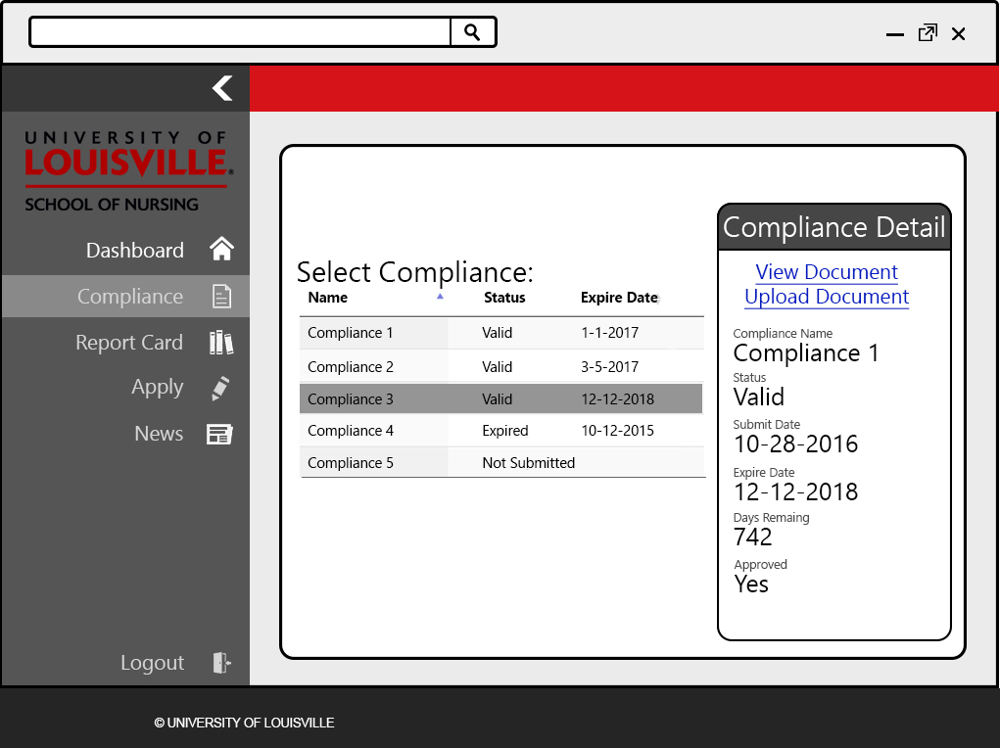 UNIVERSITY OF
LOUISVILLE.
SCHOOL OF NURSING
Dashboard
Compliance
Report Card
Apply
News
Logout
Select Compliance:
Name Status Expire Date
Compliance 1 Valid 1-1-2017
Compliance 2 Valid 3-5-2017
Compliance 3 Valid 12-12-2018
Compliance 4 Expired 10-12-2015
Compliance 5 Not Submitted
Compliance Detail
View Document
Upload Document
Compliance Name
Compliance 1
Status
Valid
Submit Date
10-28-2016
Expire Date
12-12-2018
Days Remaing
742
Approved
Yes
© UNIVERSITY OF LOUISVILLE